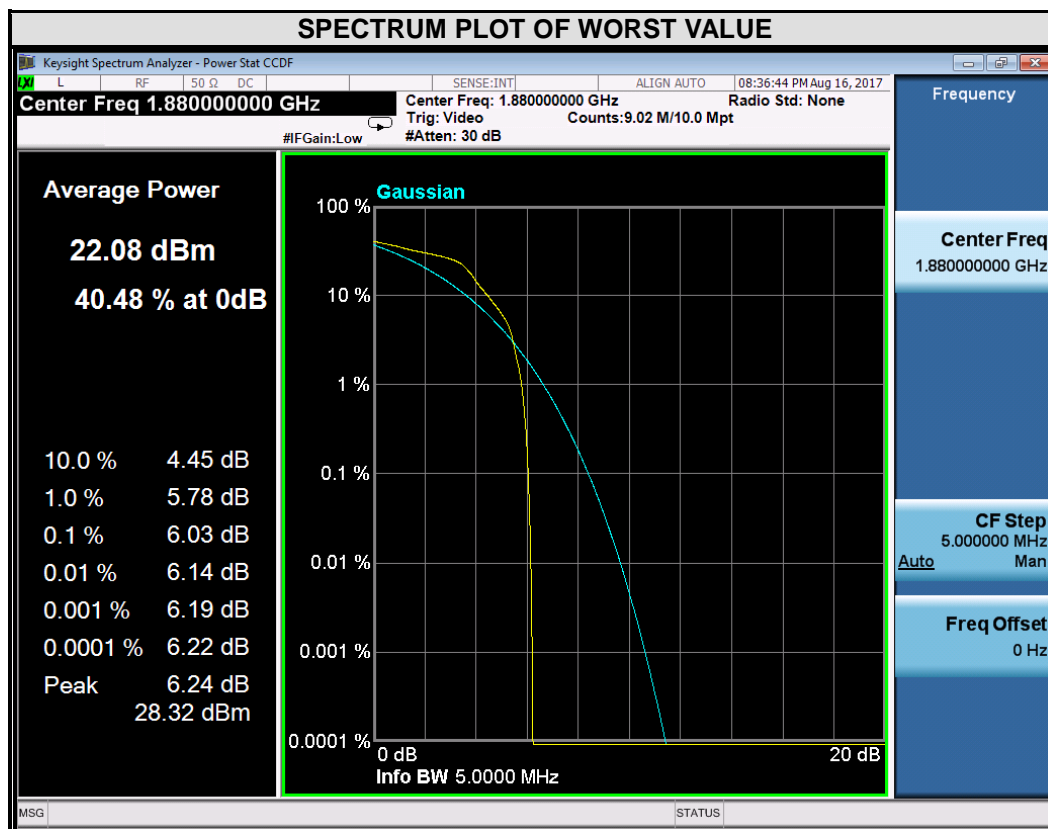 SPECTRUM PLOT OF WORST VALUE
Keysight Spectrum Analyzer - Power Stat CCDF
LXI L RF 50 Ω DC SENSE:INT ALIGN AUTO 08:36:44 PM Aug 16, 2017
Center Freq 1.880000000 GHz
Center Freq: 1.880000000 GHz Radio Std: None
Trig: Video Counts:9.02 M/10.0 Mpt
#IFGain:Low #Atten: 30 dB
Average Power
22.08 dBm
40.48 % at 0dB
10.0 % 4.45 dB
1.0 % 5.78 dB
0.1 % 6.03 dB
0.01 % 6.14 dB
0.001 % 6.19 dB
0.0001 % 6.22 dB
Peak 6.24 dB
28.32 dBm
Gaussian
100 %
10 %
1 %
0.1 %
0.01 %
0.001 %
0.0001 %
0 dB 20 dB
Info BW 5.0000 MHz
Frequency
Center Freq
1.880000000 GHz
CF Step
5.000000 MHz
Auto Man
Freq Offset
0 Hz
MSG STATUS